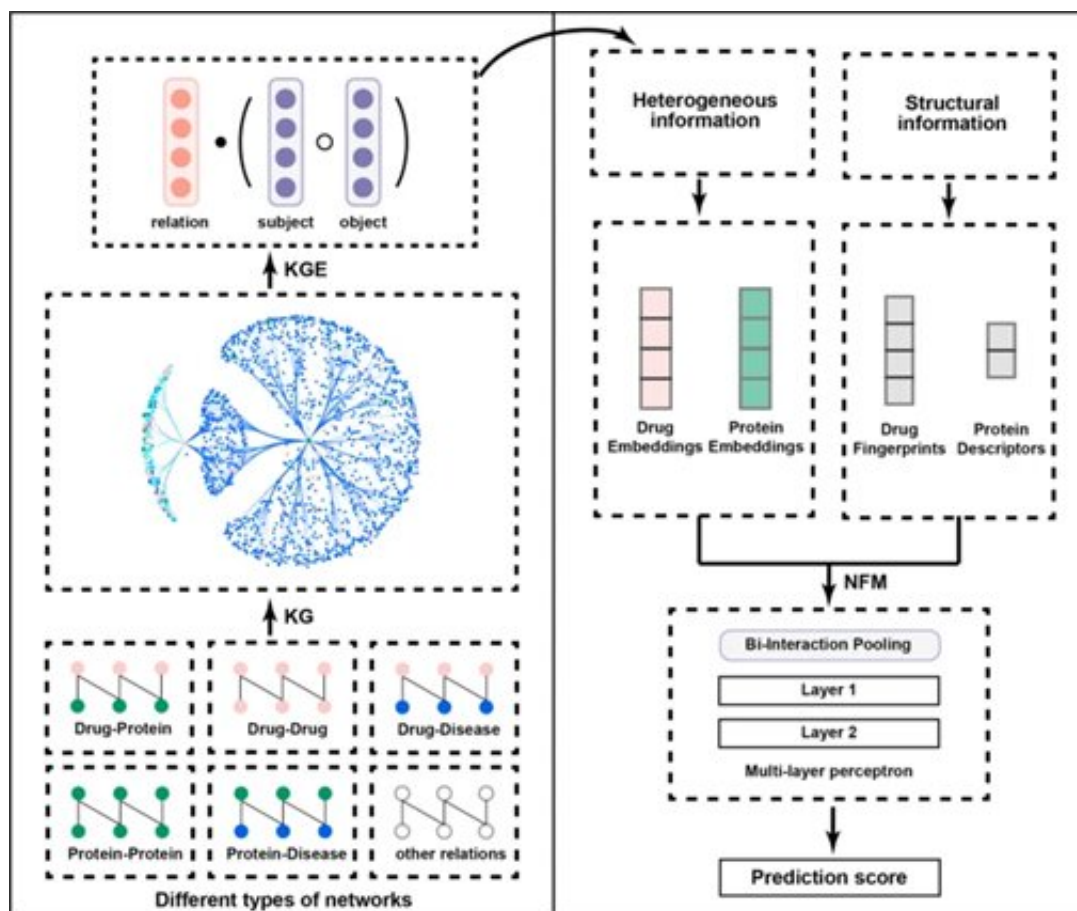 relation
subject
object
KGE
KG
Drug-Protein
Drug-Drug
Drug-Disease
Protein-Protein
Protein-Disease
other relations
Different types of networks
Heterogeneous
information
Structural
information
Drug
Embeddings
Protein
Embeddings
Drug
Fingerprints
Protein
Descriptors
NFM
Bi-Interaction Pooling
Layer 1
Layer 2
Multi-layer perceptron
Prediction score